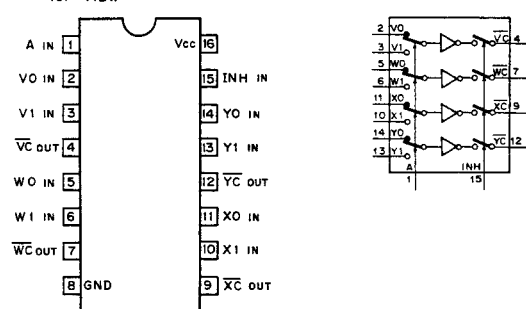 A IN 1
V0 IN 2
V1 IN 3
VC OUT 4
W0 IN 5
W1 IN 6
WC OUT 7
8 GND
Vcc 16
15 INH IN
14 Y0 IN
13 Y1 IN
12 YC OUT
11 X0 IN
10 X1 IN
9 XC OUT
2 V0
3 V1
VC 4
5 W0
6 W1
WC 7
11 X0
10 X1
XC 9
14 Y0
13 Y1
YC 12
A INH
1 15